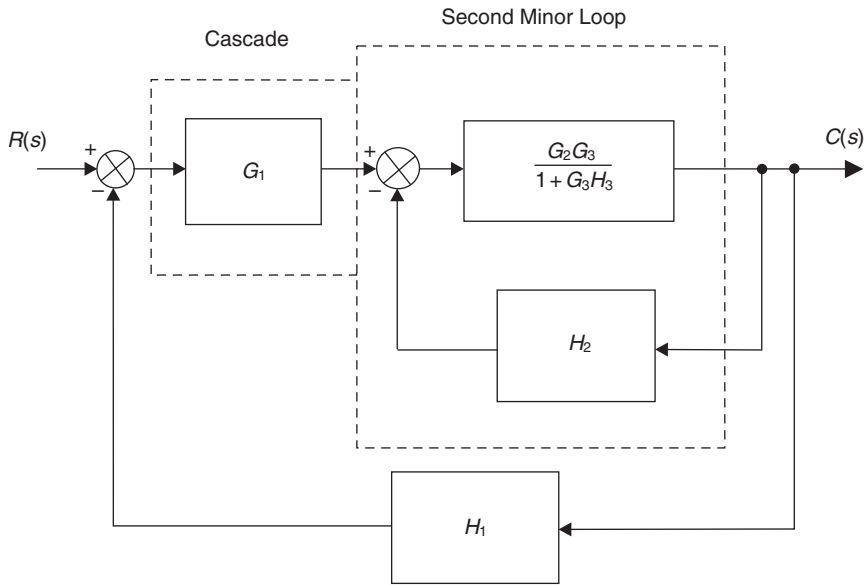 Second Minor Loop
Cascade
R(s)
+
−
G₁
+
−
G₂G₃
1 + G₃H₃
C(s)
H₂
H₁